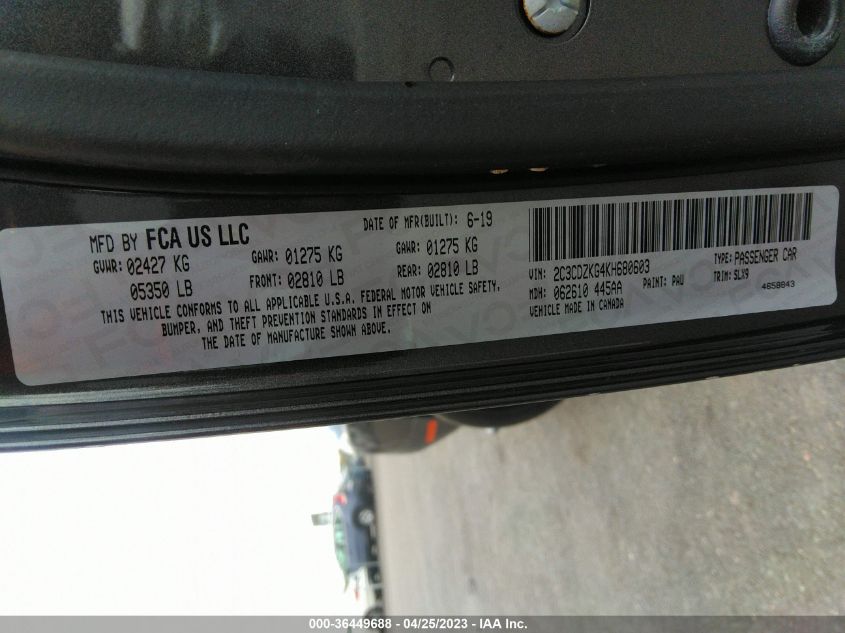 MFD BY FCA US LLC
DATE OF MFR(BUILT): 6-19
GVWR: 02427 KG
GAWR: 01275 KG
GAWR: 01275 KG
05350 LB
FRONT: 02810 LB
REAR: 02810 LB
THIS VEHICLE CONFORMS TO ALL APPLICABLE U.S.A. FEDERAL MOTOR VEHICLE SAFETY,
BUMPER, AND THEFT PREVENTION STANDARDS IN EFFECT ON
THE DATE OF MANUFACTURE SHOWN ABOVE.
VIN: 2C3CDZKG4KH680603
TYPE: PASSENGER CAR
MDH: 062610 445AA
PAINT: PAU
TRIM: SLX9
VEHICLE MADE IN CANADA
4658843
000-36449688 - 04/25/2023 - IAAI Inc.